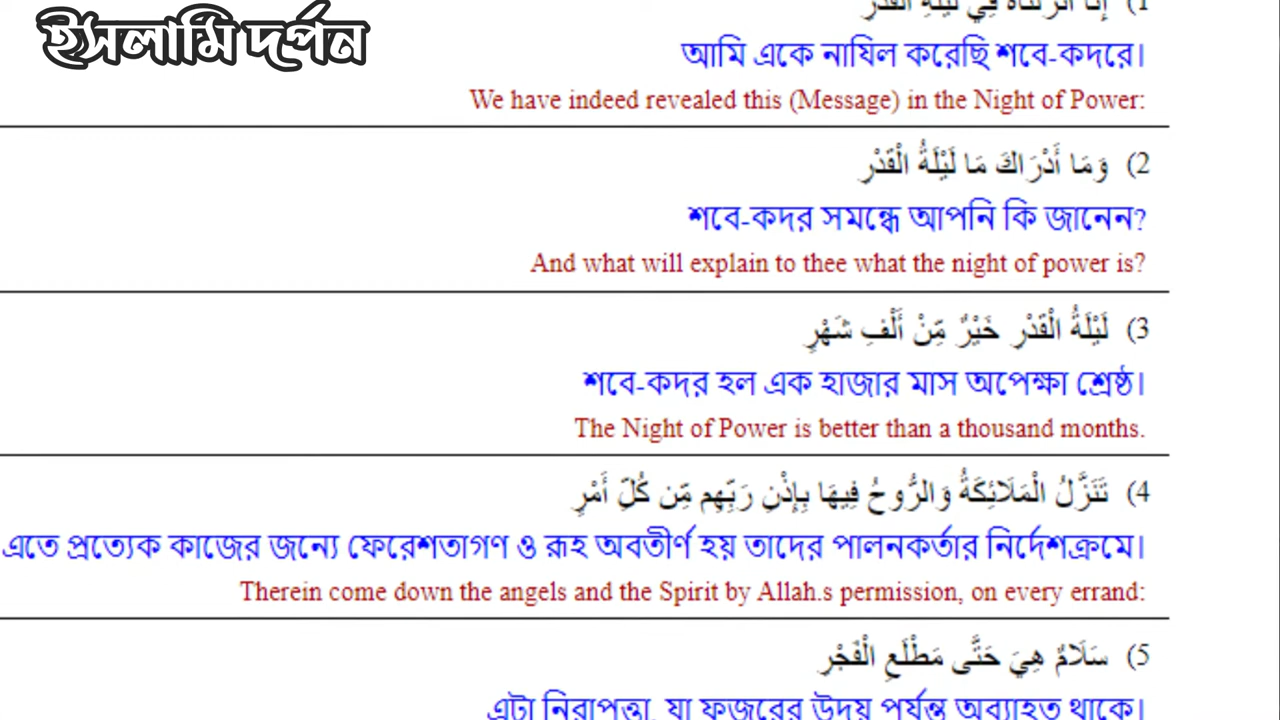 ইসলামি দর্পন
(1 إِنَّا أَنزَلْنَاهُ فِي لَيْلَةِ الْقَدْرِ
আমি একে নাযিল করেছি শবে-কদরে।
We have indeed revealed this (Message) in the Night of Power:
(2 وَمَا أَدْرَاكَ مَا لَيْلَةُ الْقَدْرِ
শবে-কদর সমন্ধে আপনি কি জানেন?
And what will explain to thee what the night of power is?
(3 لَيْلَةُ الْقَدْرِ خَيْرٌ مِّنْ أَلْفِ شَهْرٍ
শবে-কদর হল এক হাজার মাস অপেক্ষা শ্রেষ্ঠ।
The Night of Power is better than a thousand months.
(4 تَنَزَّلُ الْمَلَائِكَةُ وَالرُّوحُ فِيهَا بِإِذْنِ رَبِّهِم مِّن كُلِّ أَمْرٍ
এতে প্রত্যেক কাজের জন্যে ফেরেশতাগণ ও রূহ অবতীর্ণ হয় তাদের পালনকর্তার নির্দেশক্রমে।
Therein come down the angels and the Spirit by Allah.s permission, on every errand:
(5 سَلَامٌ هِيَ حَتَّى مَطْلَعِ الْفَجْرِ
এটা নিরাপত্তা, যা ফজরের উদয় পর্যন্ত অব্যাহত থাকে।